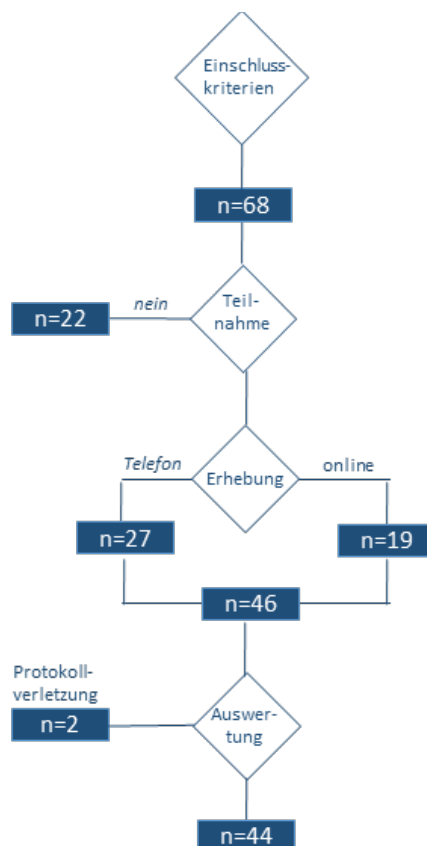 Einschluss-
kriterien
n=68
nein
n=22
Teil-
nahme
Telefon
Erhebung
online
n=27
n=19
n=46
Protokoll-
verletzung
n=2
Auswer-
tung
n=44